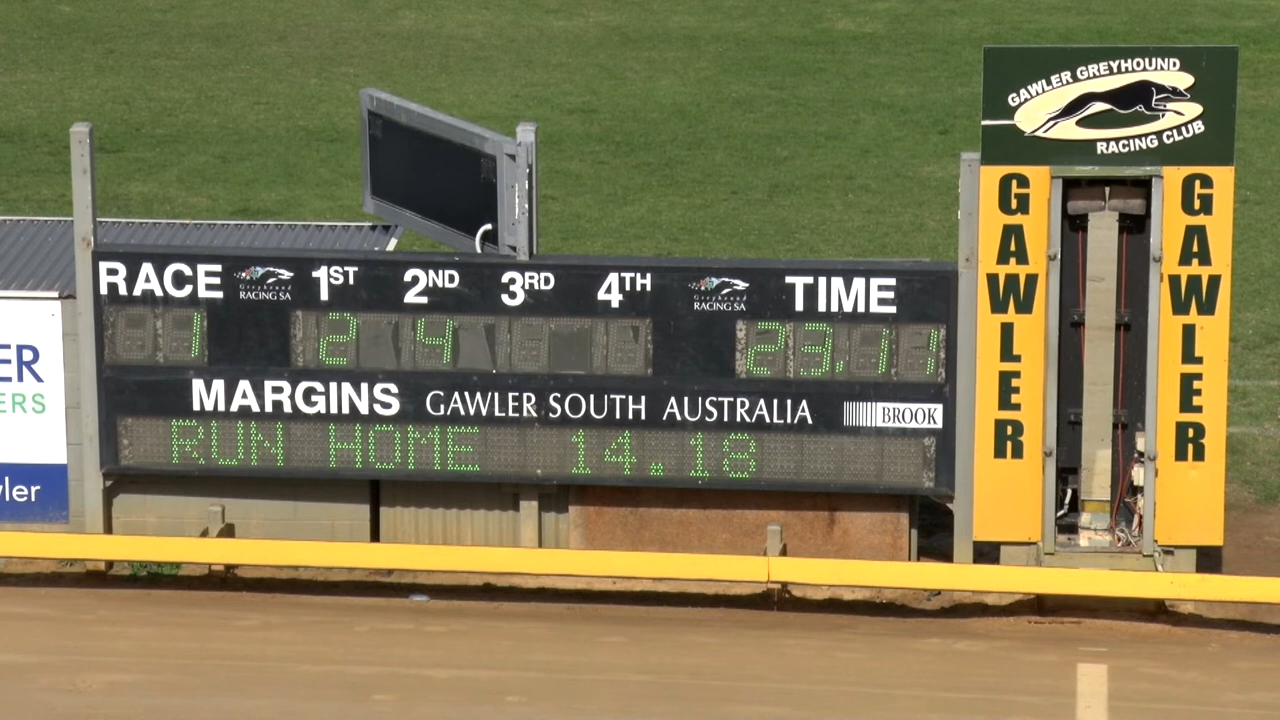 GAWLER GREYHOUND
RACING CLUB
GAWLER
GAWLER
RACE
Greyhound
RACING SA
1ST 2ND 3RD 4TH
Greyhound
RACING SA
TIME
1 2 4 23.11
MARGINS GAWLER SOUTH AUSTRALIA BROOK
RUN HOME 14.18
ER
ERS
ler